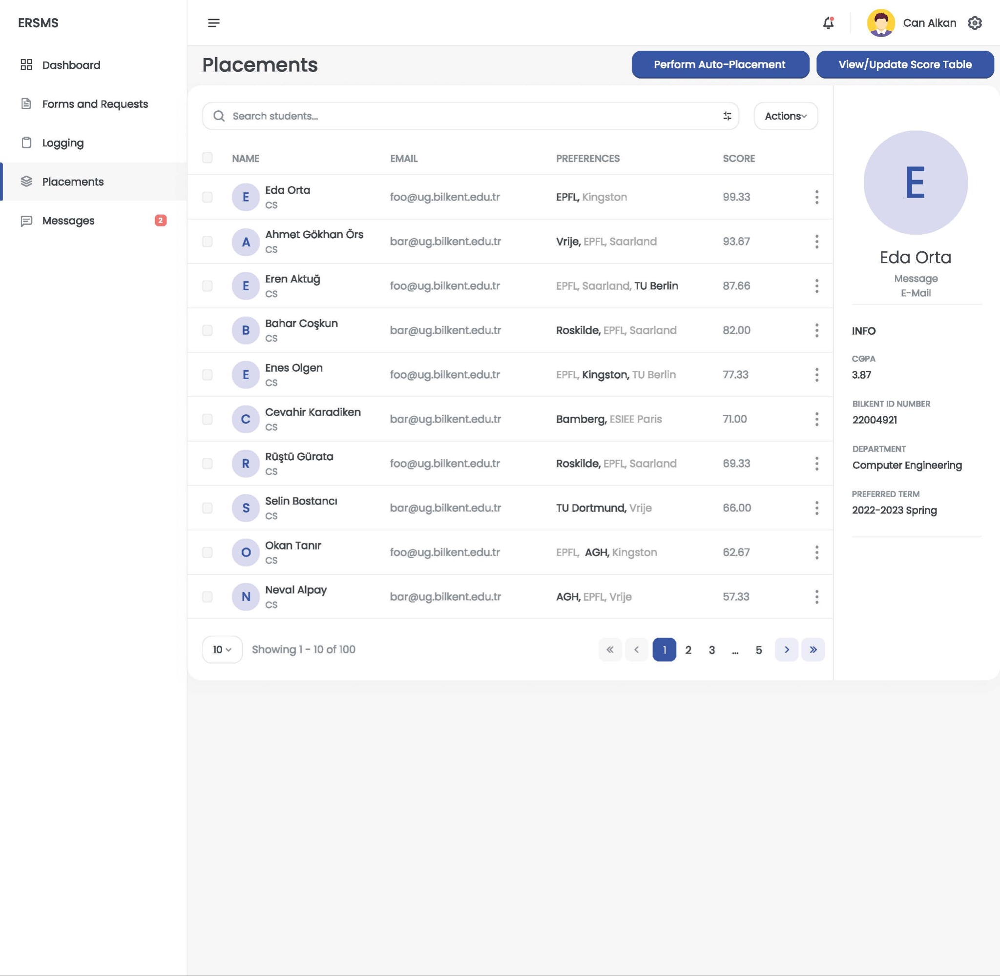 ERSMS
Can Alkan
Dashboard
Forms and Requests
Logging
Placements
Messages 2
Placements
Perform Auto-Placement
View/Update Score Table
Search students...
Actions
NAME EMAIL PREFERENCES SCORE
E Eda Orta CS foo@ug.bilkent.edu.tr EPFL, Kingston 99.33
A Ahmet Gökhan Örs CS bar@ug.bilkent.edu.tr Vrije, EPFL, Saarland 93.67
E Eren Aktuğ CS foo@ug.bilkent.edu.tr EPFL, Saarland, TU Berlin 87.66
B Bahar Coşkun CS bar@ug.bilkent.edu.tr Roskilde, EPFL, Saarland 82.00
E Enes Olgen CS foo@ug.bilkent.edu.tr EPFL, Kingston, TU Berlin 77.33
C Cevahir Karadiken CS bar@ug.bilkent.edu.tr Bamberg, ESIEE Paris 71.00
R Rüştü Gürata CS foo@ug.bilkent.edu.tr Roskilde, EPFL, Saarland 69.33
S Selin Bostancı CS bar@ug.bilkent.edu.tr TU Dortmund, Vrije 66.00
O Okan Tanır CS foo@ug.bilkent.edu.tr EPFL, AGH, Kingston 62.67
N Neval Alpay CS bar@ug.bilkent.edu.tr AGH, EPFL, Vrije 57.33
10 Showing 1 - 10 of 100
« ‹ 1 2 3 ... 5 › »
E
Eda Orta
Message
E-Mail
INFO
CGPA
3.87
BILKENT ID NUMBER
22004921
DEPARTMENT
Computer Engineering
PREFERRED TERM
2022-2023 Spring